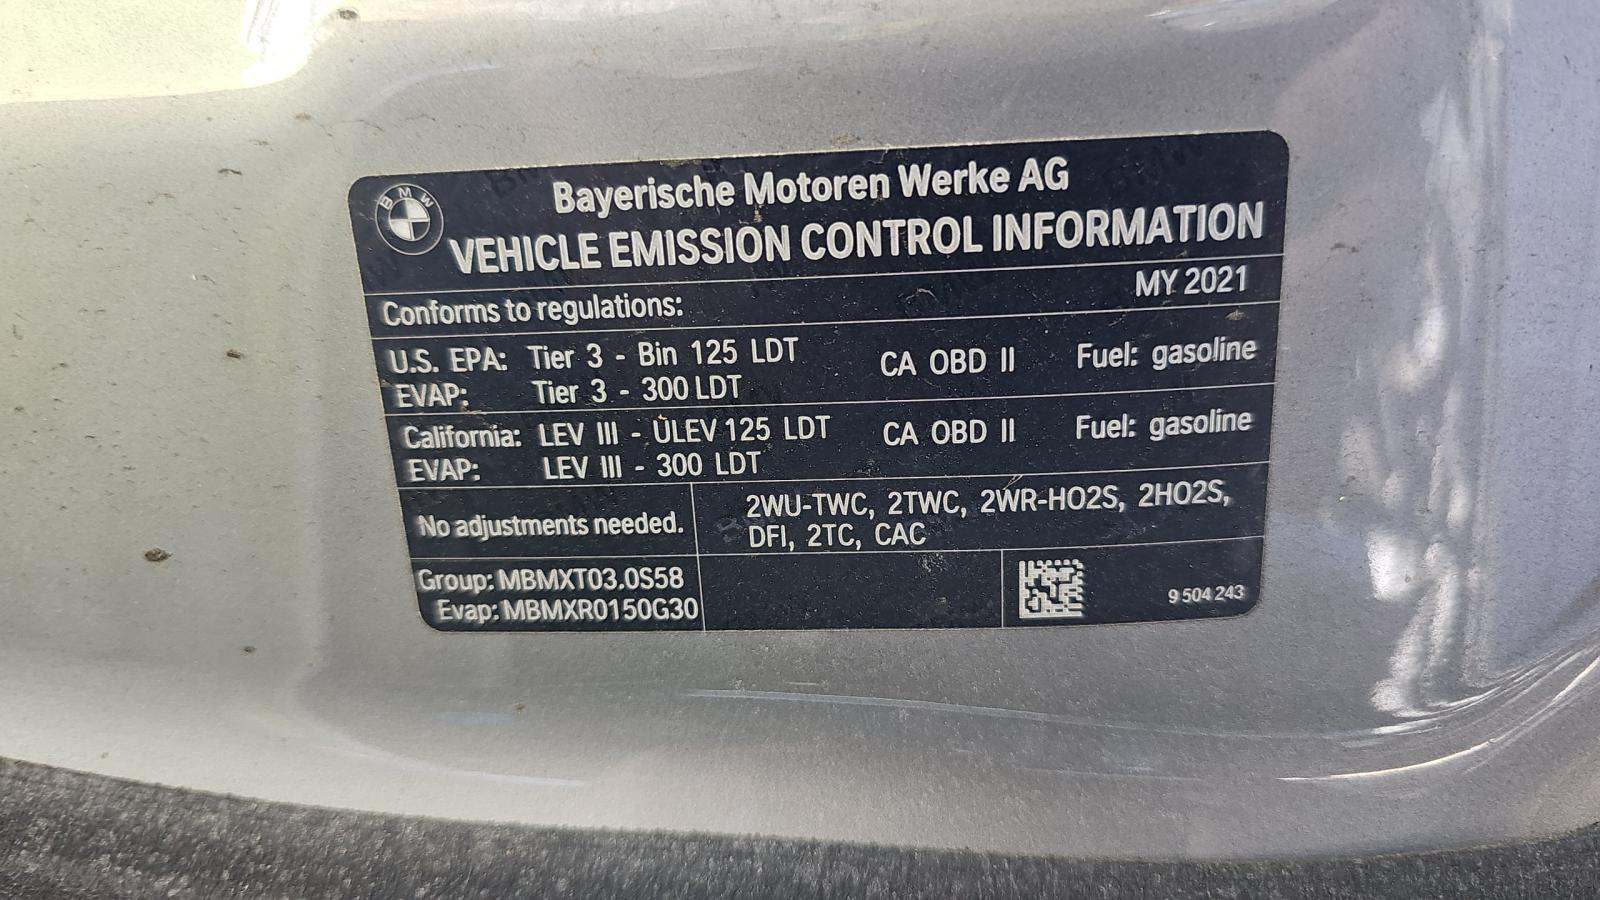 BMW
Bayerische Motoren Werke AG
VEHICLE EMISSION CONTROL INFORMATION
Conforms to regulations:
MY 2021
U.S. EPA: Tier 3 - Bin 125 LDT CA OBD II Fuel: gasoline
EVAP: Tier 3 - 300 LDT
California: LEV III - ULEV 125 LDT CA OBD II Fuel: gasoline
EVAP: LEV III - 300 LDT
No adjustments needed.
2WU-TWC, 2TWC, 2WR-HO2S, 2HO2S,
DFI, 2TC, CAC
Group: MBMXT03.0S58
Evap: MBMXR0150G30
9 504 243